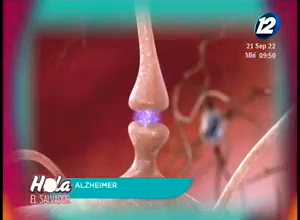 12
21 Sep 22
Mié 09:50
Hola
EL SALVADOR
ALZHEIMER